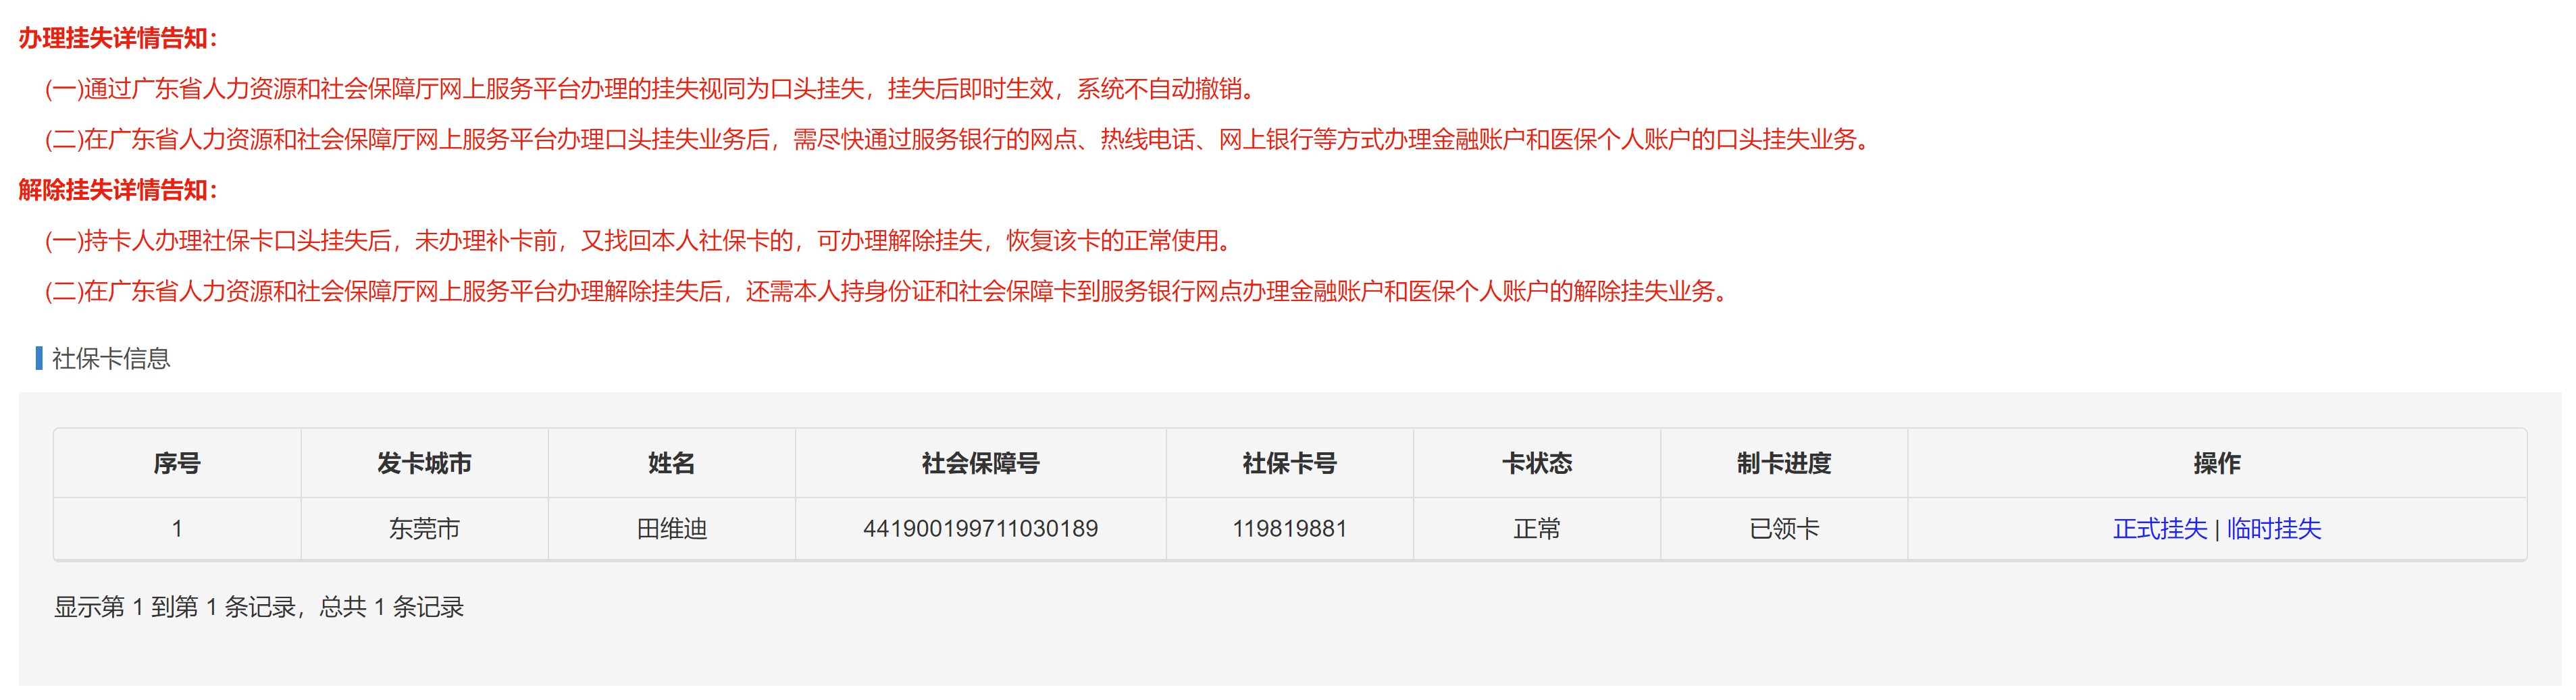 办理挂失详情告知：
(一)通过广东省人力资源和社会保障厅网上服务平台办理的挂失视同为口头挂失，挂失后即时生效，系统不自动撤销。
(二)在广东省人力资源和社会保障厅网上服务平台办理口头挂失业务后，需尽快通过服务银行的网点、热线电话、网上银行等方式办理金融账户和医保个人账户的口头挂失业务。
解除挂失详情告知：
(一)持卡人办理社保卡口头挂失后，未办理补卡前，又找回本人社保卡的，可办理解除挂失，恢复该卡的正常使用。
(二)在广东省人力资源和社会保障厅网上服务平台办理解除挂失后，还需本人持身份证和社会保障卡到服务银行网点办理金融账户和医保个人账户的解除挂失业务。
社保卡信息
序号 发卡城市 姓名 社会保障号 社保卡号 卡状态 制卡进度 操作
1 东莞市 田维迪 441900199711030189 119819881 正常 已领卡 正式挂失 | 临时挂失
显示第 1 到第 1 条记录，总共 1 条记录